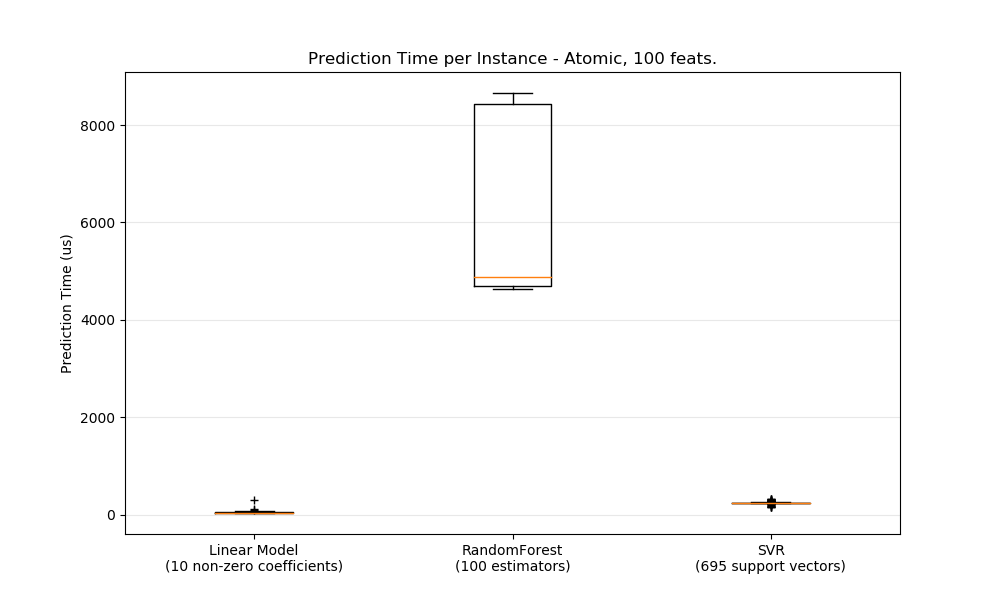 Prediction Time per Instance - Atomic, 100 feats.
Prediction Time (us)
8000
6000
4000
2000
0
Linear Model
(10 non-zero coefficients)
RandomForest
(100 estimators)
SVR
(695 support vectors)